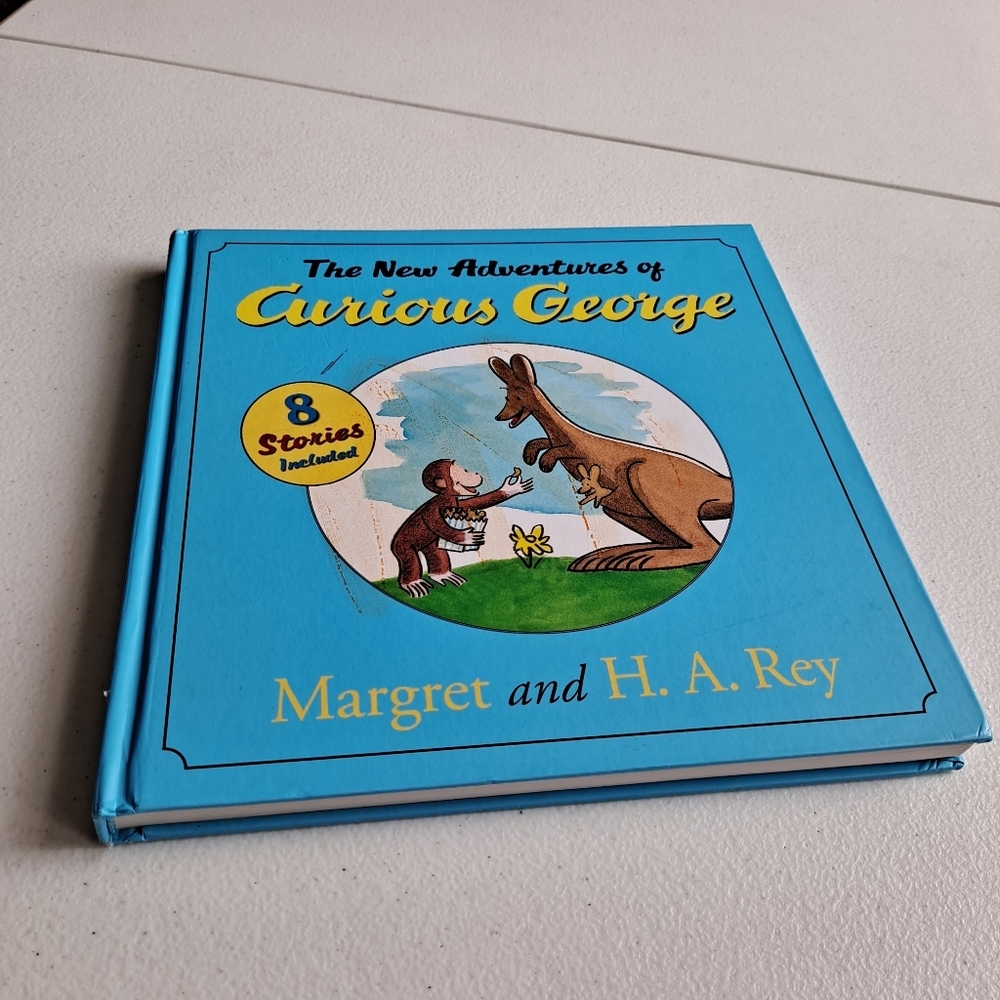 The New Adventures of
Curious George
8
Stories
Included
Margret and H. A. Rey